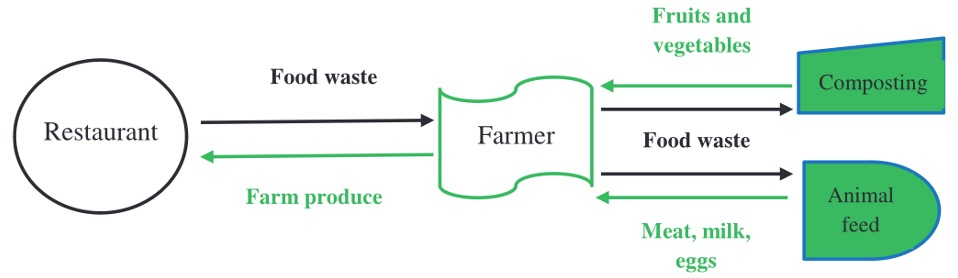 Fruits and
vegetables
Food waste
Composting
Restaurant
Farmer
Food waste
Farm produce
Animal
feed
Meat, milk,
eggs